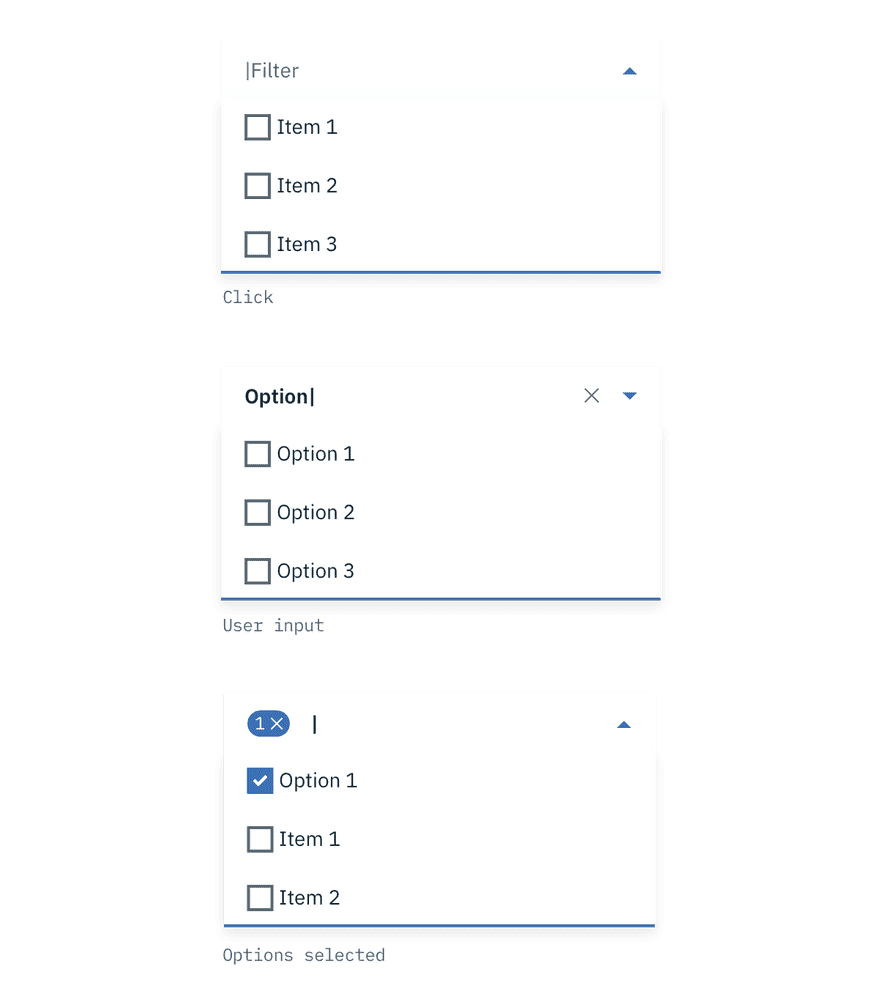 Filter
Item 1
Item 2
Item 3
Click
Option
Option 1
Option 2
Option 3
User input
1
Option 1
Item 1
Item 2
Options selected